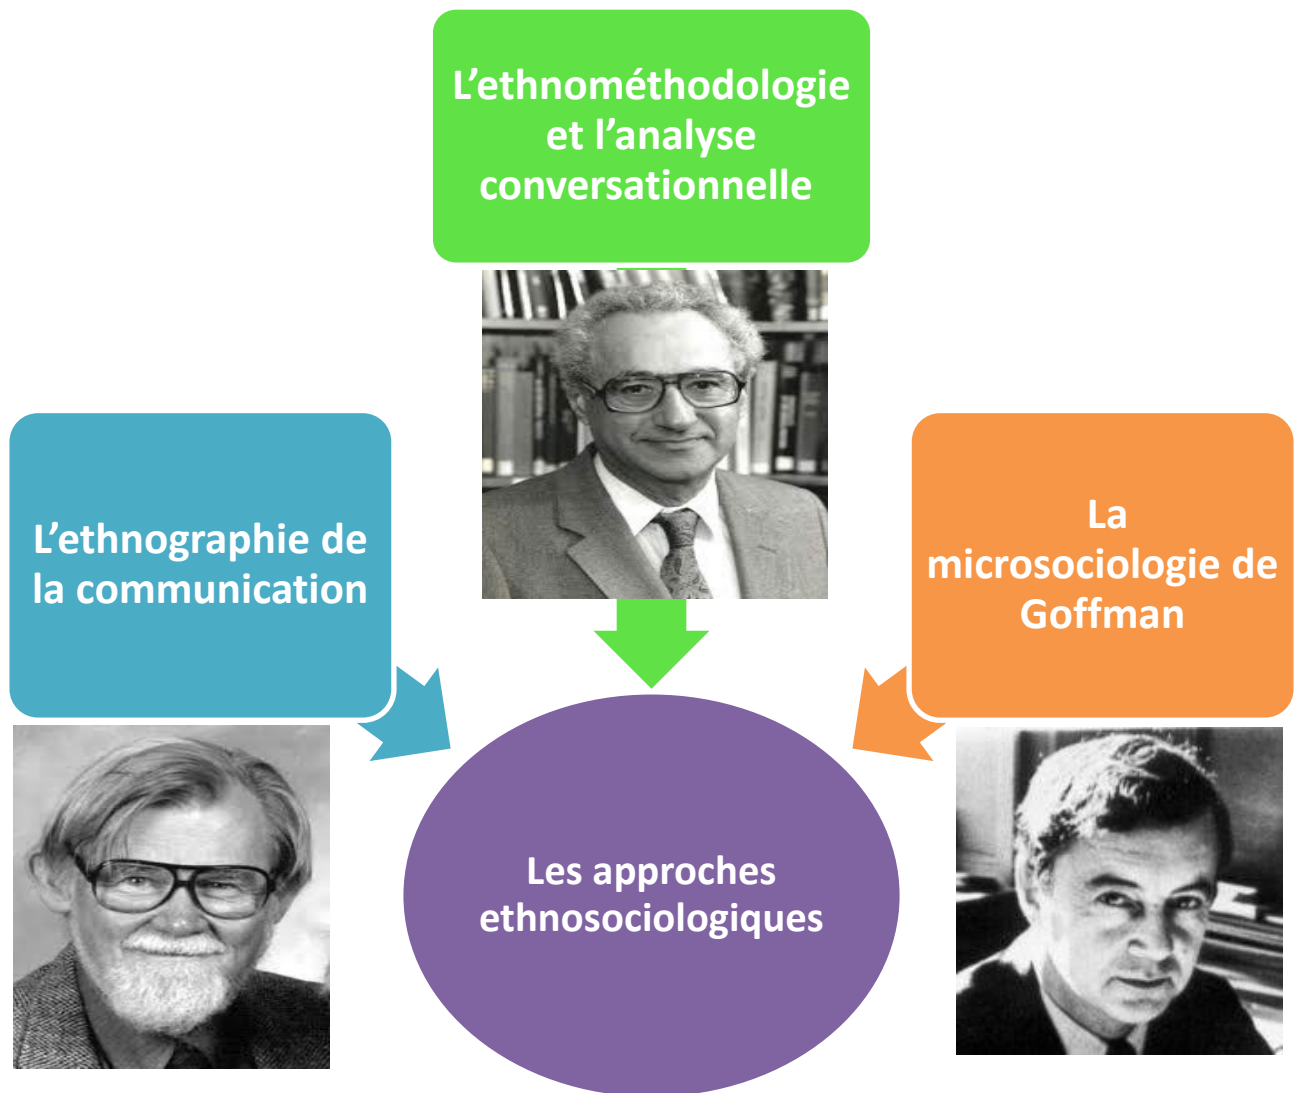 L’ethnométhodologie
et l’analyse
conversationnelle
L’ethnographie de
la communication
La
microsociologie de
Goffman
Les approches
ethnosociologiques